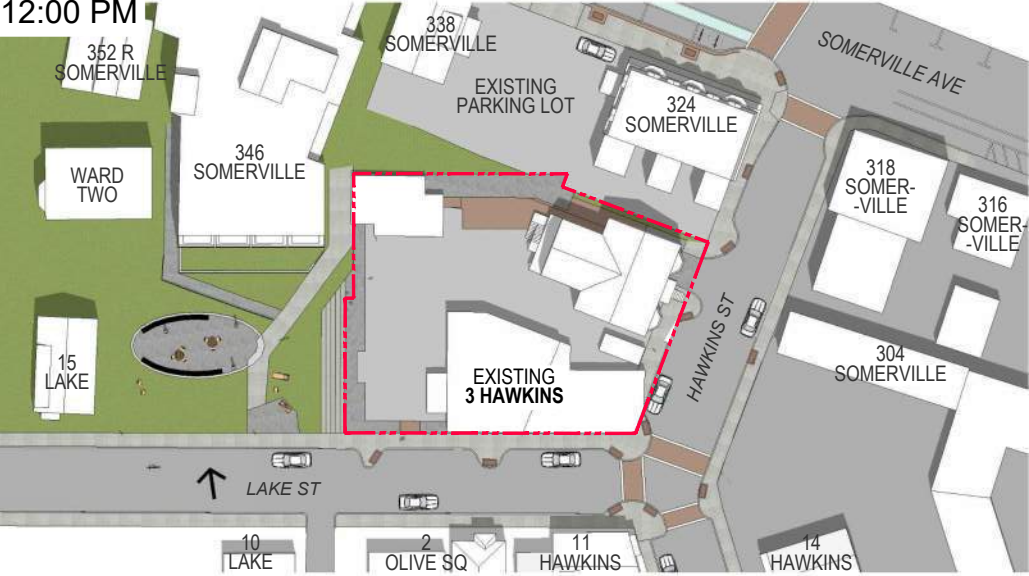 12:00 PM
352 R
SOMERVILLE
338
SOMERVILLE
SOMERVILLE AVE
EXISTING
PARKING LOT
324
SOMERVILLE
346
SOMERVILLE
WARD
TWO
318
SOMER-
-VILLE
316
SOMER-
-VILLE
HAWKINS ST
15
LAKE
EXISTING
3 HAWKINS
304
SOMERVILLE
LAKE ST
10
LAKE
2
OLIVE SQ
11
HAWKINS
14
HAWKINS